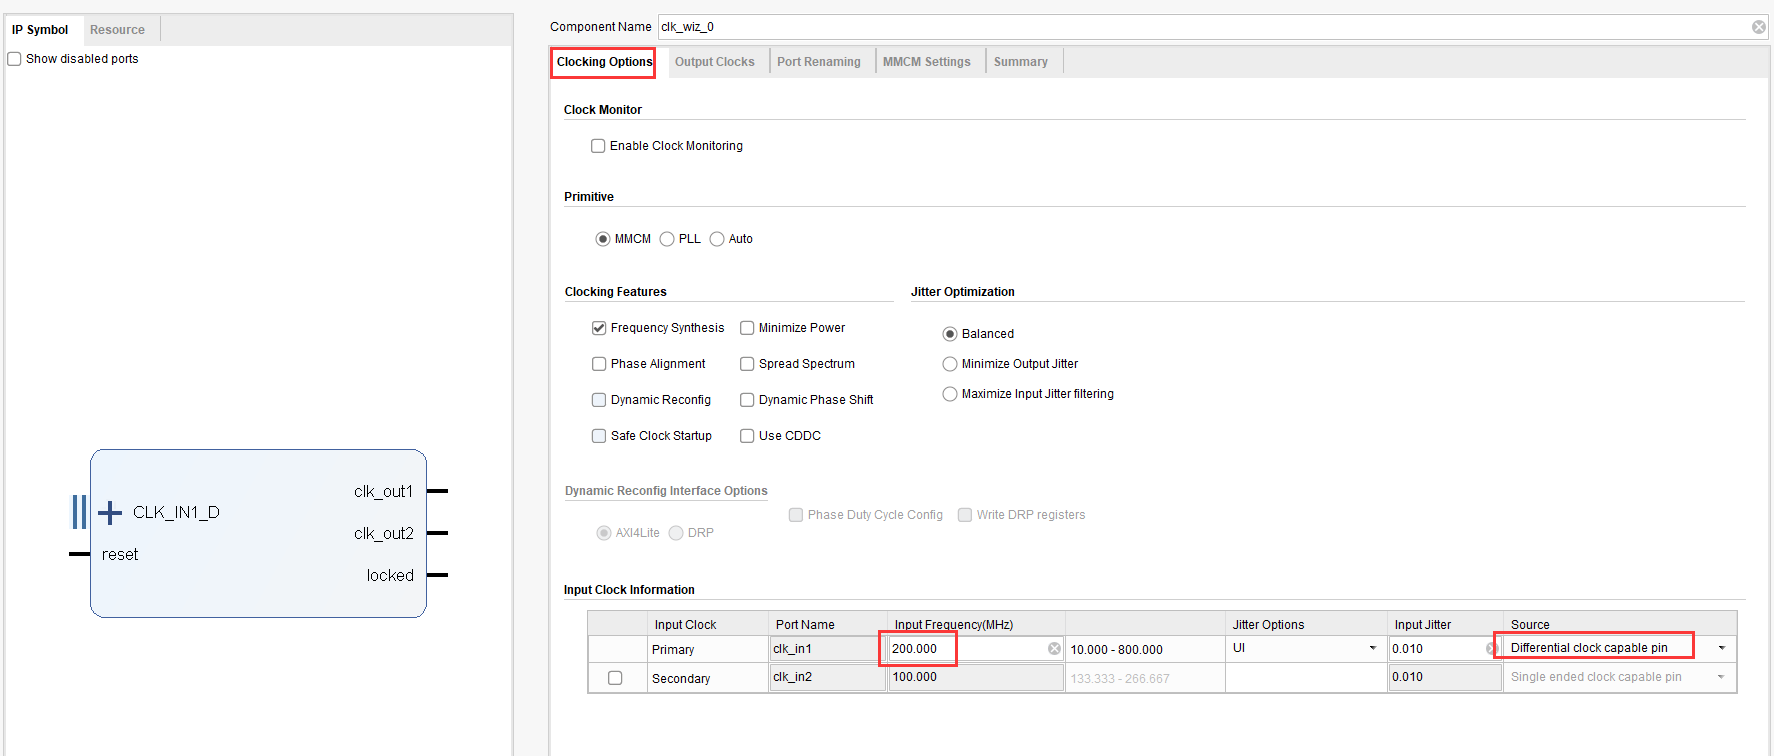 IP Symbol Resource
Show disabled ports
CLK_IN1_D
reset
clk_out1
clk_out2
locked
Component Name clk_wiz_0
Clocking Options Output Clocks Port Renaming MMCM Settings Summary
Clock Monitor
Enable Clock Monitoring
Primitive
MMCM PLL Auto
Clocking Features Jitter Optimization
Frequency Synthesis Minimize Power Balanced
Phase Alignment Spread Spectrum Minimize Output Jitter
Dynamic Reconfig Dynamic Phase Shift Maximize Input Jitter filtering
Safe Clock Startup Use CDDC
Dynamic Reconfig Interface Options
Phase Duty Cycle Config Write DRP registers
AXI4Lite DRP
Input Clock Information
Input Clock Port Name Input Frequency(MHz) Jitter Options Input Jitter Source
Primary clk_in1 200.000 10.000 - 800.000 UI 0.010 Differential clock capable pin
Secondary clk_in2 100.000 133.333 - 266.667 0.010 Single ended clock capable pin